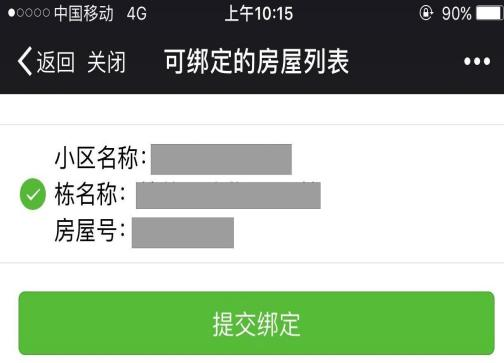 中国移动 4G 上午10:15 90%
返回 关闭 可绑定的房屋列表
小区名称：
栋名称：
房屋号：
提交绑定